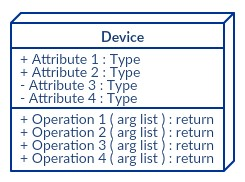 Device
+ Attribute 1 : Type
+ Attribute 2 : Type
- Attribute 3 : Type
- Attribute 4 : Type
+ Operation 1 ( arg list ) : return
+ Operation 2 ( arg list ) : return
+ Operation 3 ( arg list ) : return
+ Operation 4 ( arg list ) : return